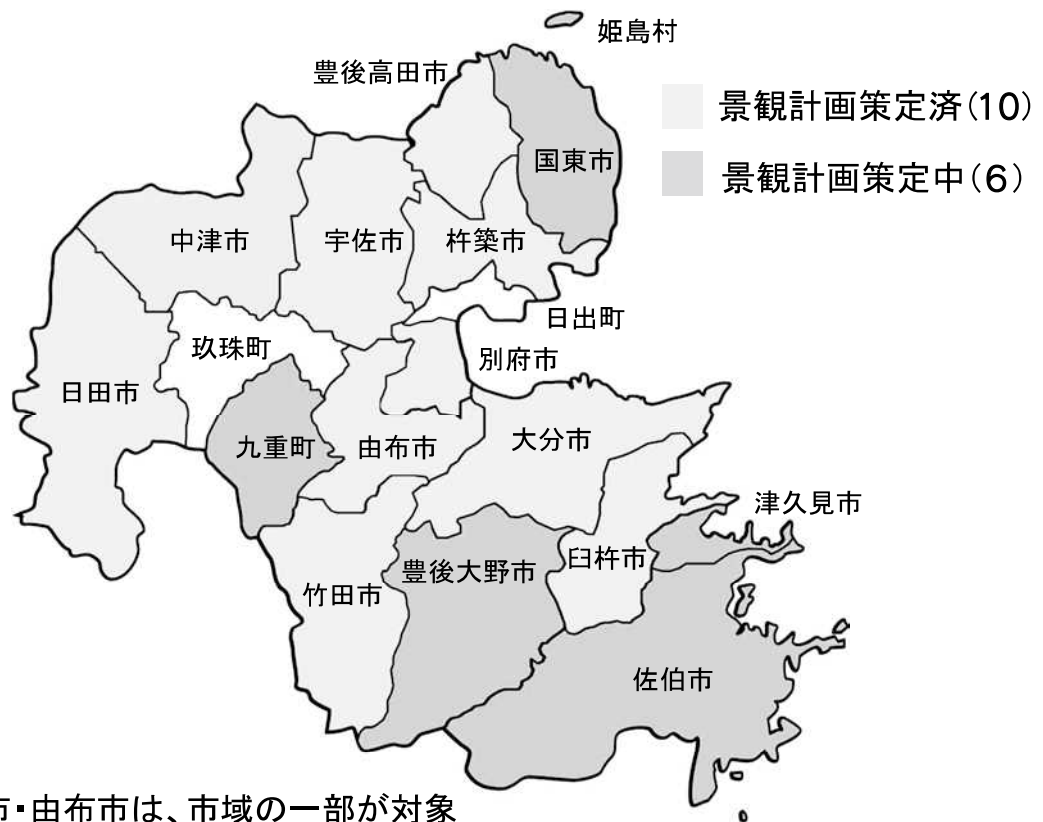 姫島村
豊後高田市
景観計画策定済(10)
国東市
景観計画策定中(6)
中津市
宇佐市
杵築市
日出町
玖珠町
別府市
日田市
九重町
由布市
大分市
津久見市
臼杵市
豊後大野市
竹田市
佐伯市
市・由布市は、市域の一部が対象